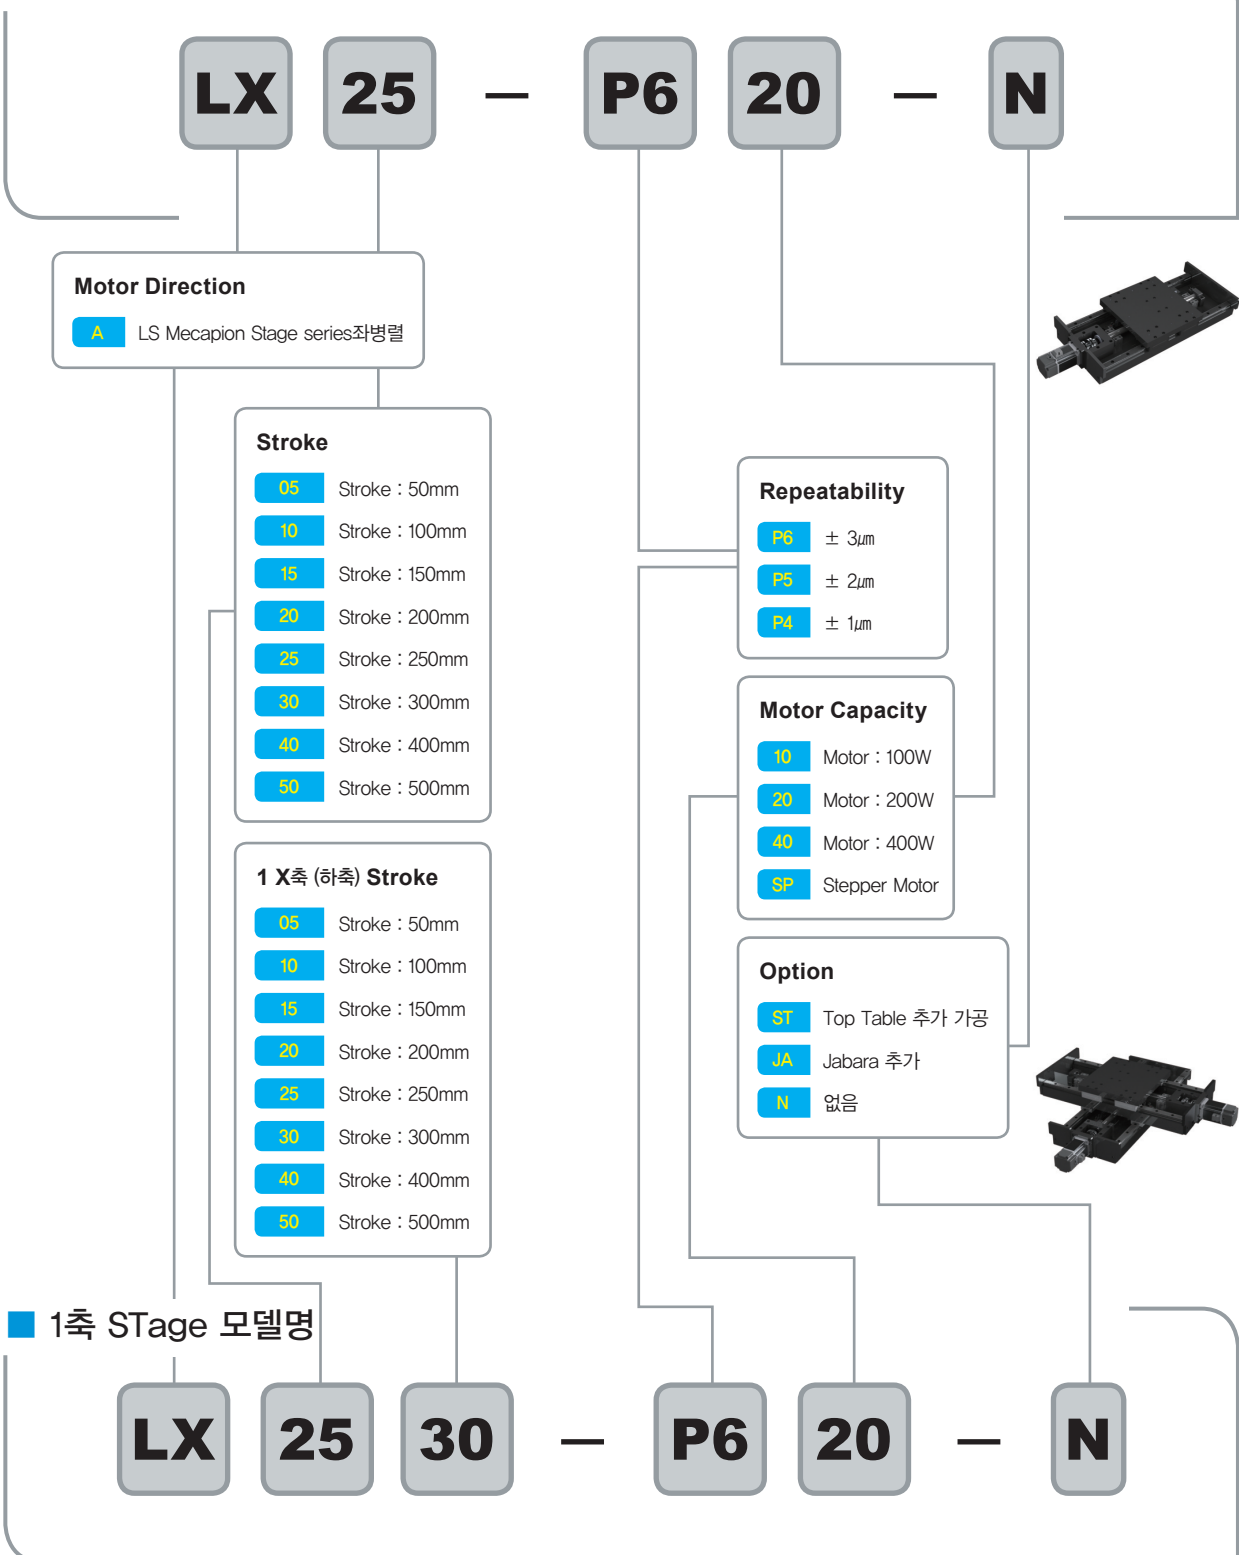 LX 25 – P6 20 – N
Motor Direction
A LS Mecapion Stage series좌병렬
Stroke
05 Stroke : 50mm
10 Stroke : 100mm
15 Stroke : 150mm
20 Stroke : 200mm
25 Stroke : 250mm
30 Stroke : 300mm
40 Stroke : 400mm
50 Stroke : 500mm
1 X축 (하축) Stroke
05 Stroke : 50mm
10 Stroke : 100mm
15 Stroke : 150mm
20 Stroke : 200mm
25 Stroke : 250mm
30 Stroke : 300mm
40 Stroke : 400mm
50 Stroke : 500mm
Repeatability
P6 ± 3㎛
P5 ± 2㎛
P4 ± 1㎛
Motor Capacity
10 Motor : 100W
20 Motor : 200W
40 Motor : 400W
SP Stepper Motor
Option
ST Top Table 추가 가공
JA Jabara 추가
N 없음
1축 STage 모델명
LX 25 30 – P6 20 – N